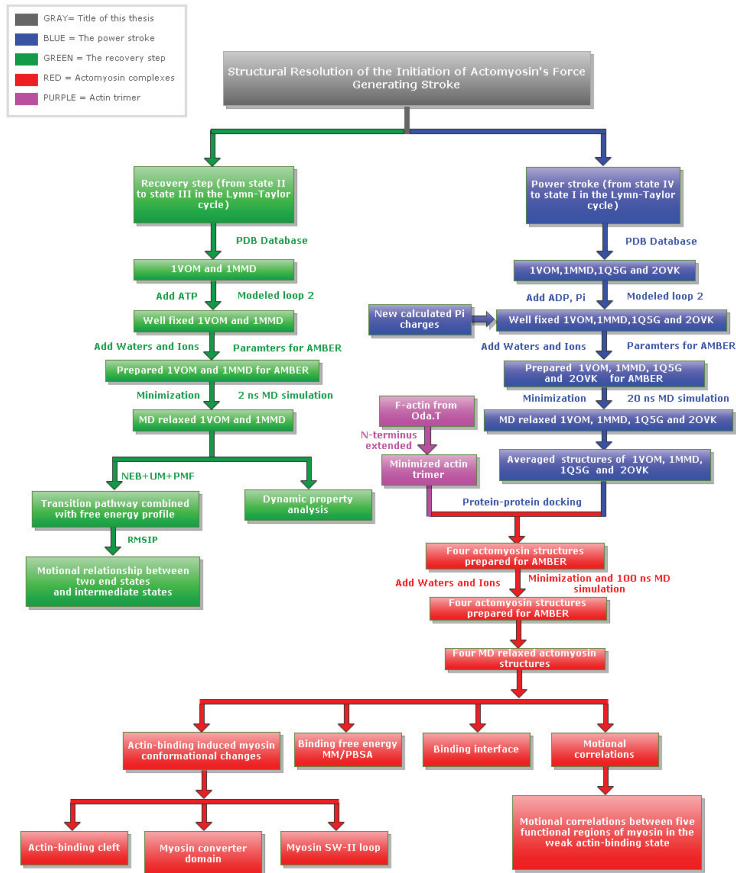 GRAY= Title of this thesis
BLUE = The power stroke
GREEN = The recovery step
RED = Actomyosin complexes
PURPLE = Actin trimer
Structural Resolution of the Initiation of Actomyosin's Force
Generating Stroke
Recovery step (from state II
to state III in the Lymn-Taylor
cycle)
PDB Database
1VOM and 1MMD
Add ATP
Modeled loop 2
Well fixed 1VOM and 1MMD
Add Waters and Ions
Paramters for AMBER
Prepared 1VOM and 1MMD for AMBER
Minimization
2 ns MD simulation
MD relaxed 1VOM and 1MMD
NEB+UM+PMF
Transition pathway combined
with free energy profile
Dynamic property
analysis
RMSIP
Motional relationship between
two end states
and intermediate states
Power stroke (from state IV
to state I in the Lymn-Taylor
cycle)
PDB Database
1VOM,1MMD,1Q5G and 2OVK
Add ADP, Pi
Modeled loop 2
New calculated Pi
charges
Well fixed 1VOM,1MMD,1Q5G and 2OVK
Add Waters and Ions
Paramters for AMBER
Prepared 1VOM, 1MMD, 1Q5G
and 2OVK for AMBER
Minimization
20 ns MD simulation
F-actin from
Oda.T
MD relaxed 1VOM, 1MMD, 1Q5G and 2OVK
N-terminus
extended
Minimized actin
trimer
Averaged structures of 1VOM, 1MMD,
1Q5G and 2OVK
Protein-protein docking
Four actomyosin structures
prepared for AMBER
Add Waters and Ions
Minimization and 100 ns MD
simulation
Four actomyosin structures
prepared for AMBER
Four MD relaxed actomyosin
structures
Actin-binding induced myosin
conformational changes
Binding free energy
MM/PBSA
Binding interface
Motional
correlations
Actin-binding cleft
Myosin converter
domain
Myosin SW-II loop
Motional correlations between five
functional regions of myosin in the
weak actin-binding state